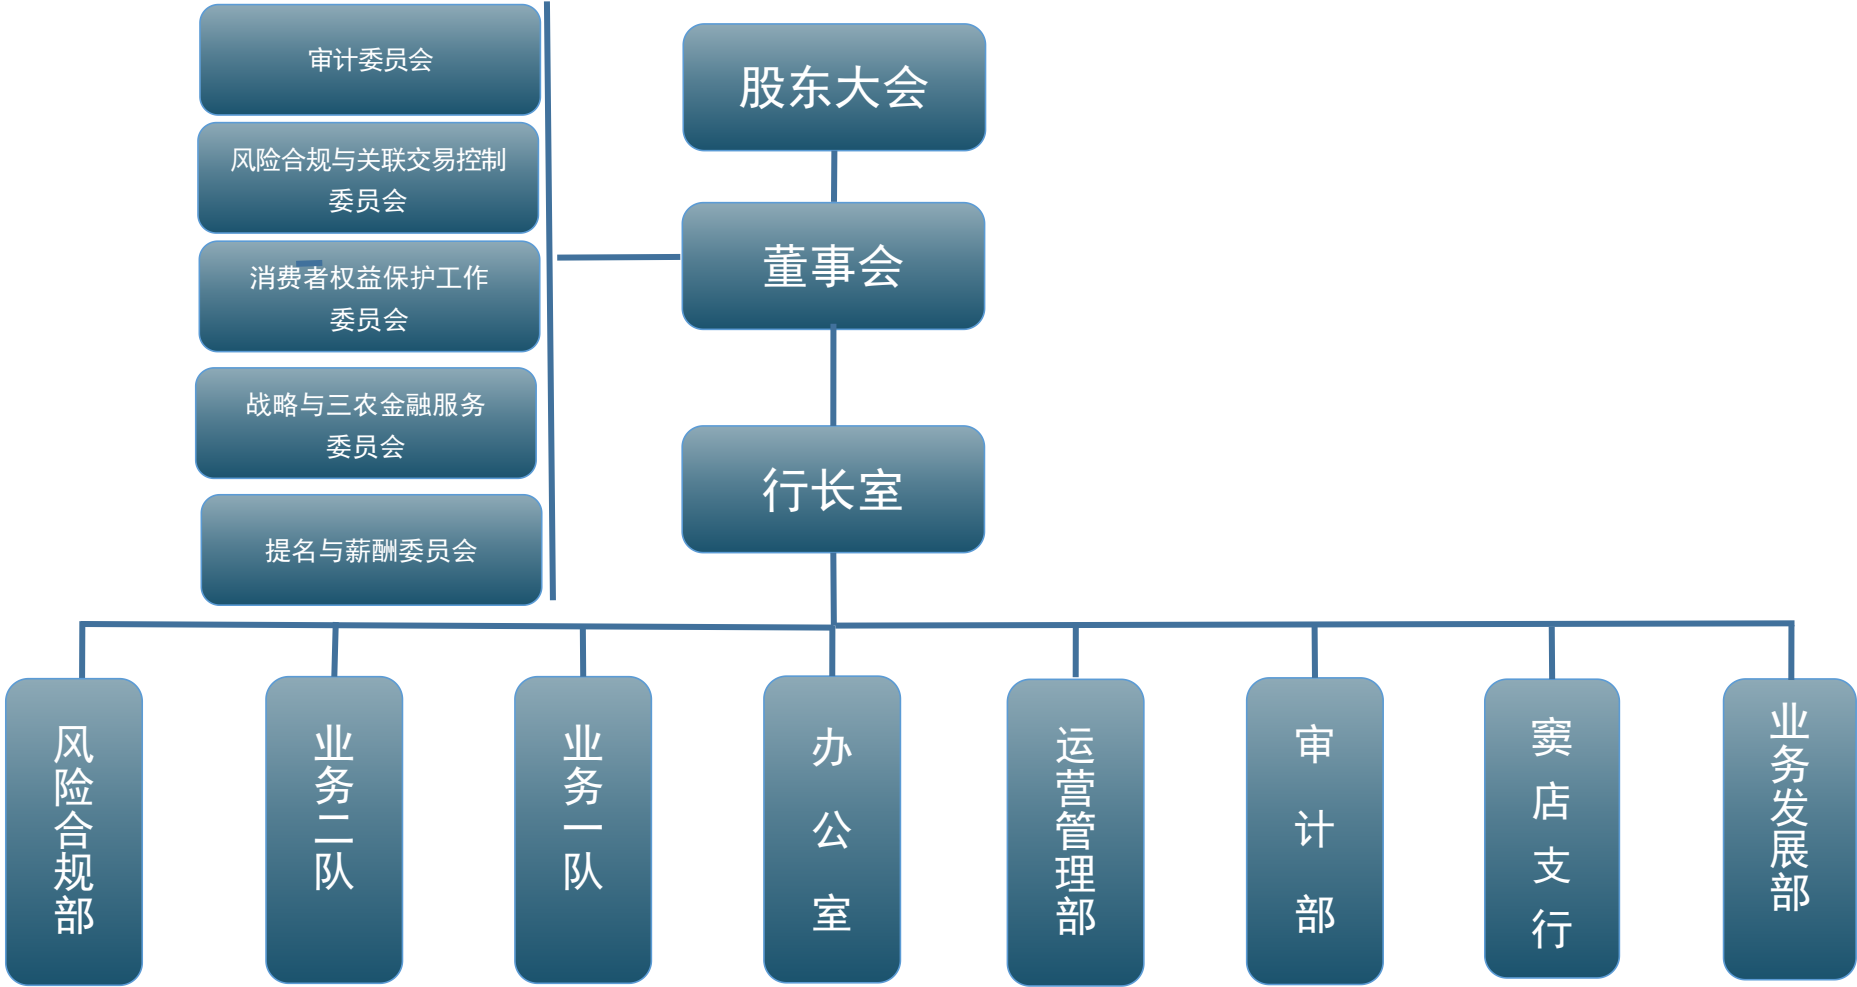 审计委员会
风险合规与关联交易控制
委员会
消费者权益保护工作
委员会
战略与三农金融服务
委员会
提名与薪酬委员会
股东大会
董事会
行长室
风险合规部
业务二队
业务一队
办公室
运营管理部
审计部
窦店支行
业务发展部